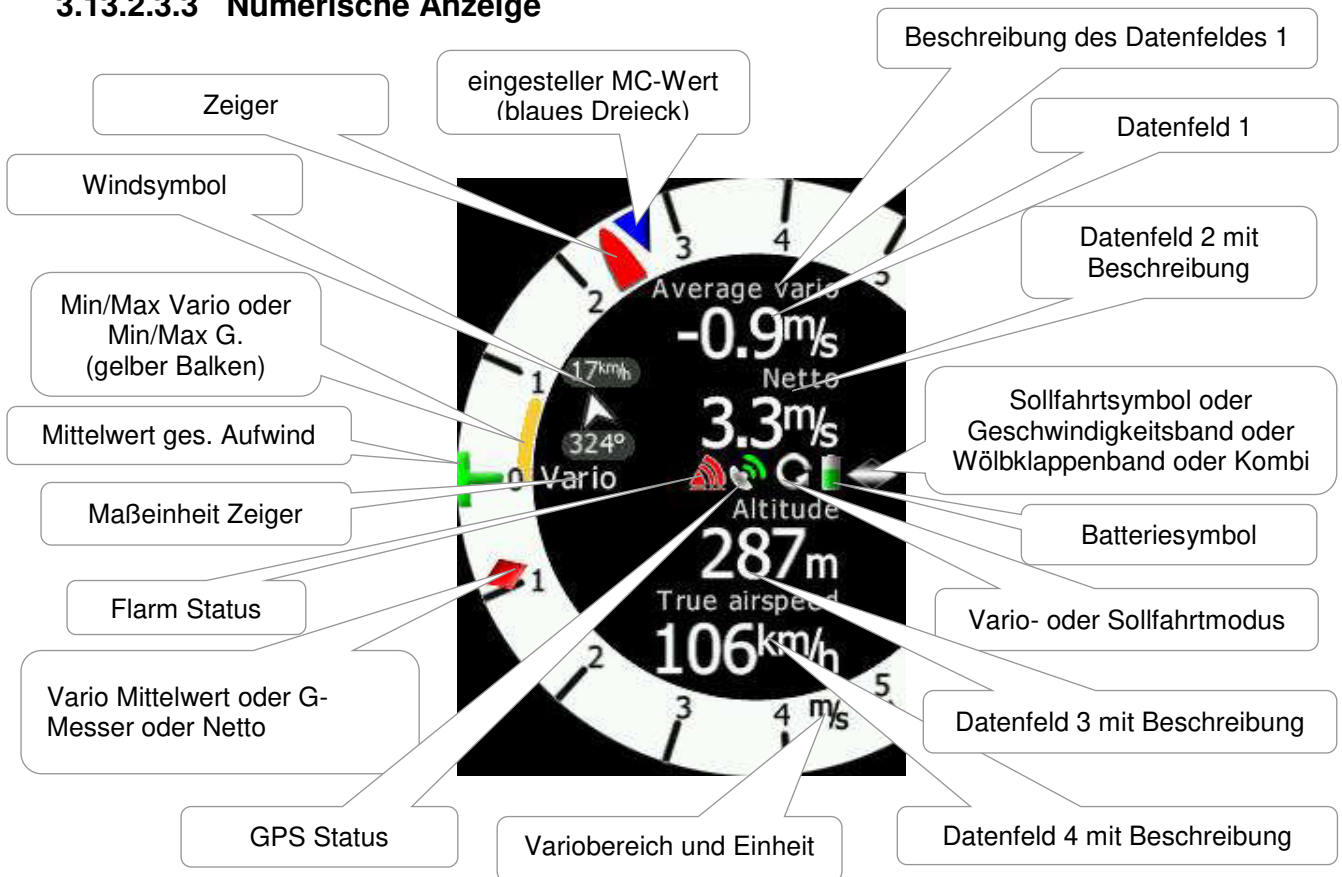 3.13.2.3.3 Numerische Anzeige
Beschreibung des Datenfeldes 1
eingesteller MC-Wert
(blaues Dreieck)
Zeiger
Datenfeld 1
Windsymbol
Datenfeld 2 mit
Beschreibung
Min/Max Vario oder
Min/Max G.
(gelber Balken)
Sollfahrtsymbol oder
Geschwindigkeitsband oder
Wölbklappenband oder Kombi
Mittelwert ges. Aufwind
Maßeinheit Zeiger
Batteriesymbol
Flarm Status
Vario- oder Sollfahrtmodus
Vario Mittelwert oder G-
Messer oder Netto
Datenfeld 3 mit Beschreibung
GPS Status
Variobereich und Einheit
Datenfeld 4 mit Beschreibung
3
4
5
2
1
0
1
2
3
4
5
m/s
Average vario
-0.9m/s
Netto
3.3m/s
17km/h
324°
Vario
Altitude
287m
True airspeed
106km/h